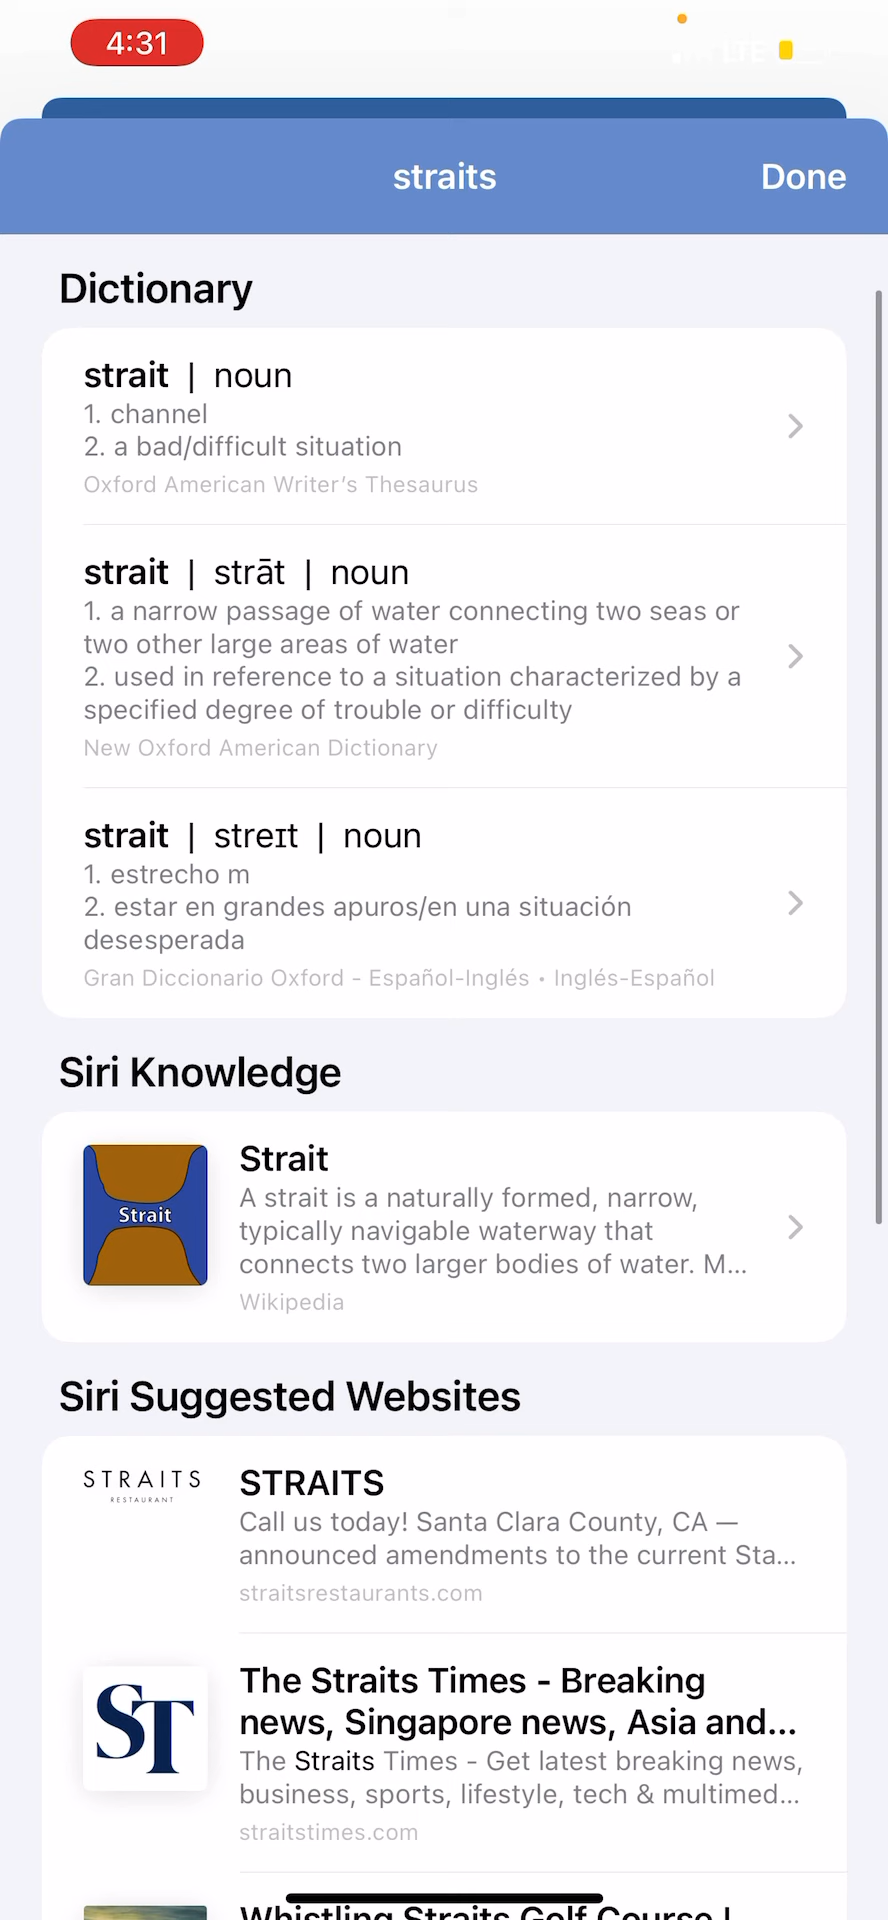 4:31
LTE
straits
Done
Dictionary
strait | noun
1. channel
2. a bad/difficult situation
Oxford American Writer's Thesaurus
strait | strāt | noun
1. a narrow passage of water connecting two seas or
two other large areas of water
2. used in reference to a situation characterized by a
specified degree of trouble or difficulty
New Oxford American Dictionary
strait | streɪt | noun
1. estrecho m
2. estar en grandes apuros/en una situación
desesperada
Gran Diccionario Oxford - Español-Inglés • Inglés-Español
Siri Knowledge
Strait
Strait
A strait is a naturally formed, narrow,
typically navigable waterway that
connects two larger bodies of water. M...
Wikipedia
Siri Suggested Websites
STRAITS
RESTAURANT
STRAITS
Call us today! Santa Clara County, CA —
announced amendments to the current Sta...
straitsrestaurants.com
ST
The Straits Times - Breaking
news, Singapore news, Asia and...
The Straits Times - Get latest breaking news,
business, sports, lifestyle, tech & multimed...
straitstimes.com
Whistling Straits Golf Course |